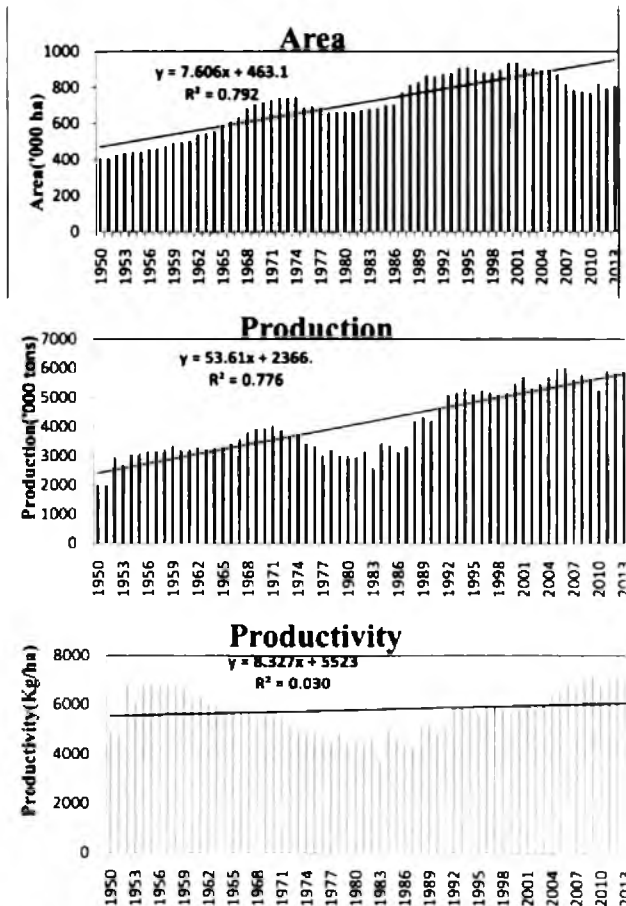 Area
y = 7.606x + 463.1
R² = 0.792
Area('000 ha)
1000
800
600
400
200
0
1950 1953 1956 1959 1962 1965 1968 1971 1974 1977 1980 1983 1986 1989 1992 1995 1998 2001 2004 2007 2010 2013
Production
y = 53.61x + 2366.
R² = 0.776
Production('000 tons)
7000
6000
5000
4000
3000
2000
1000
0
1950 1953 1956 1959 1962 1965 1968 1971 1974 1977 1980 1983 1986 1989 1992 1995 1998 2001 2004 2007 2010 2013
Productivity
y = 8.327x + 5523
R² = 0.030
Productivity(Kg/ha)
8000
6000
4000
2000
0
1950 1953 1956 1959 1962 1965 1968 1971 1974 1977 1980 1983 1986 1989 1992 1995 1998 2001 2004 2007 2010 2013